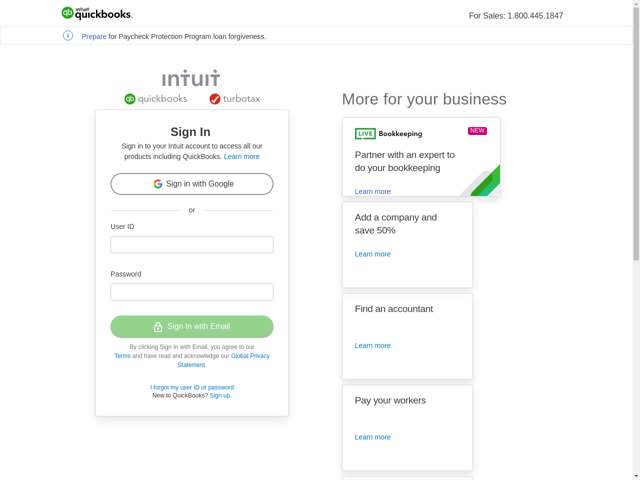 intuit
quickbooks.
For Sales: 1.800.445.1847
Prepare for Paycheck Protection Program loan forgiveness.
intuit
quickbooks
turbotax
Sign In
Sign in to your Intuit account to access all our
products including QuickBooks. Learn more
Sign in with Google
or
User ID
Password
Sign In with Email
By clicking Sign in with Email, you agree to our
Terms and have read and acknowledge our Global Privacy
Statement.
I forgot my user ID or password
New to QuickBooks? Sign up.
More for your business
LIVE Bookkeeping
NEW
Partner with an expert to
do your bookkeeping
Learn more
Add a company and
save 50%
Learn more
Find an accountant
Learn more
Pay your workers
Learn more